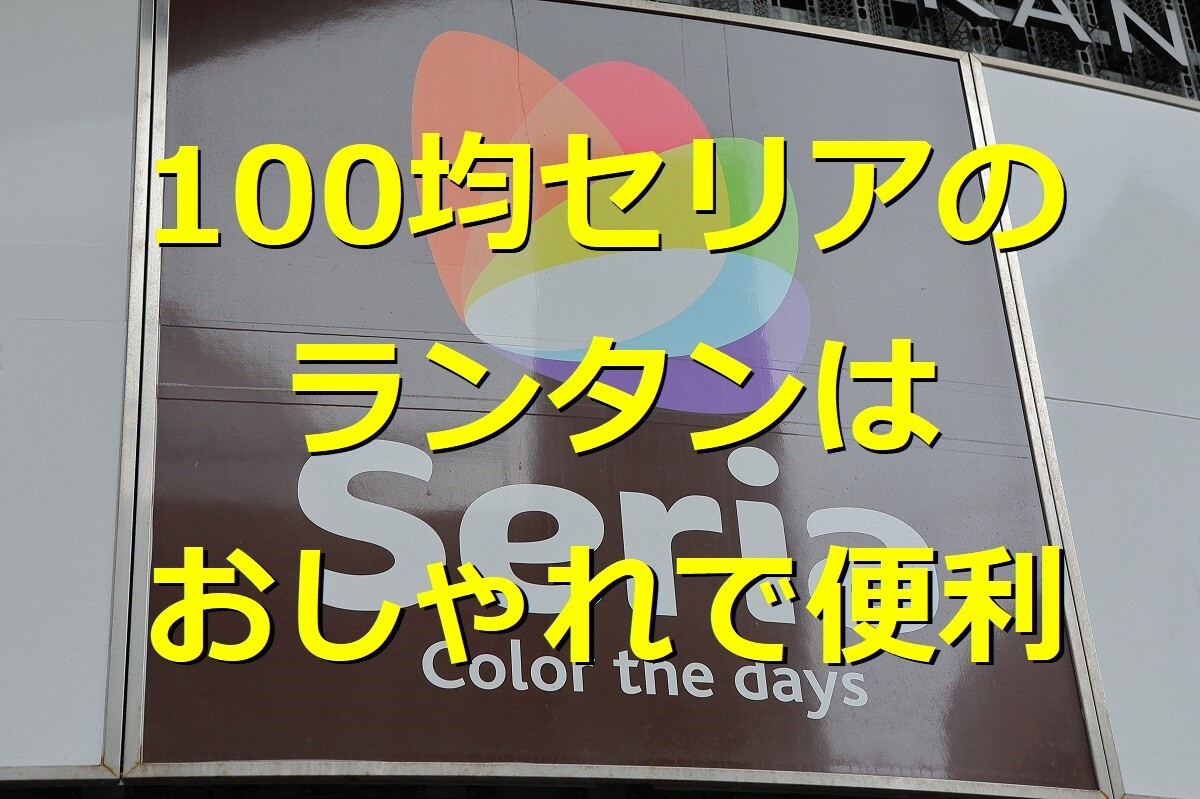 KAN
100均セリアの
ランタンは
おしゃれで便利
Seria
Color the days